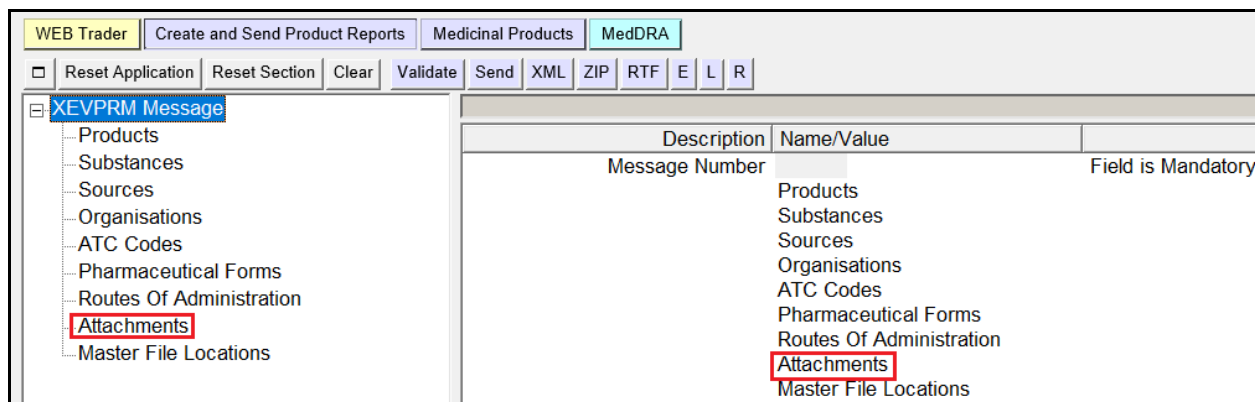 WEB Trader Create and Send Product Reports Medicinal Products MedDRA
Reset Application Reset Section Clear Validate Send XML ZIP RTF E L R
XEVPRM Message
Products
Substances
Sources
Organisations
ATC Codes
Pharmaceutical Forms
Routes Of Administration
Attachments
Master File Locations
Description Name/Value
Message Number Field is Mandatory
Products
Substances
Sources
Organisations
ATC Codes
Pharmaceutical Forms
Routes Of Administration
Attachments
Master File Locations